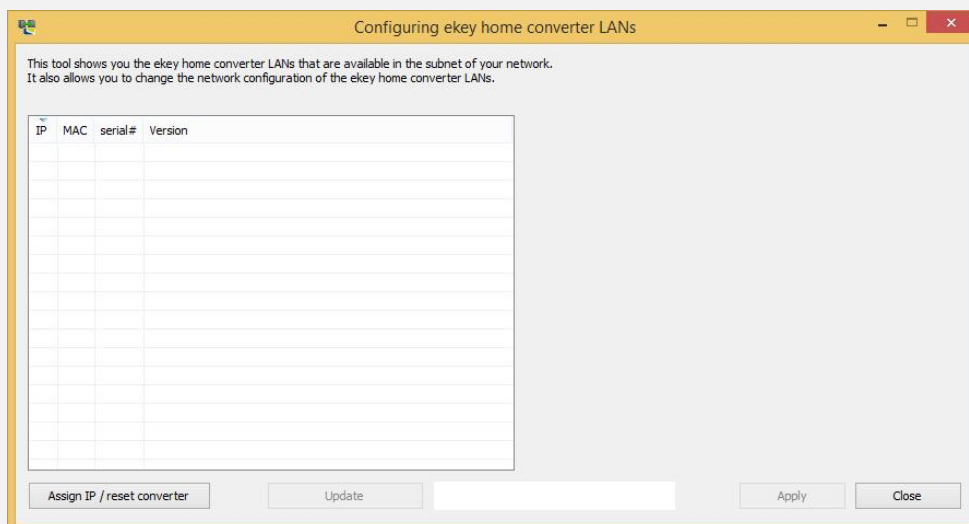 Configuring ekey home converter LANs
This tool shows you the ekey home converter LANs that are available in the subnet of your network.
It also allows you to change the network configuration of the ekey home converter LANs.
IP MAC serial# Version
Assign IP / reset converter Update Apply Close